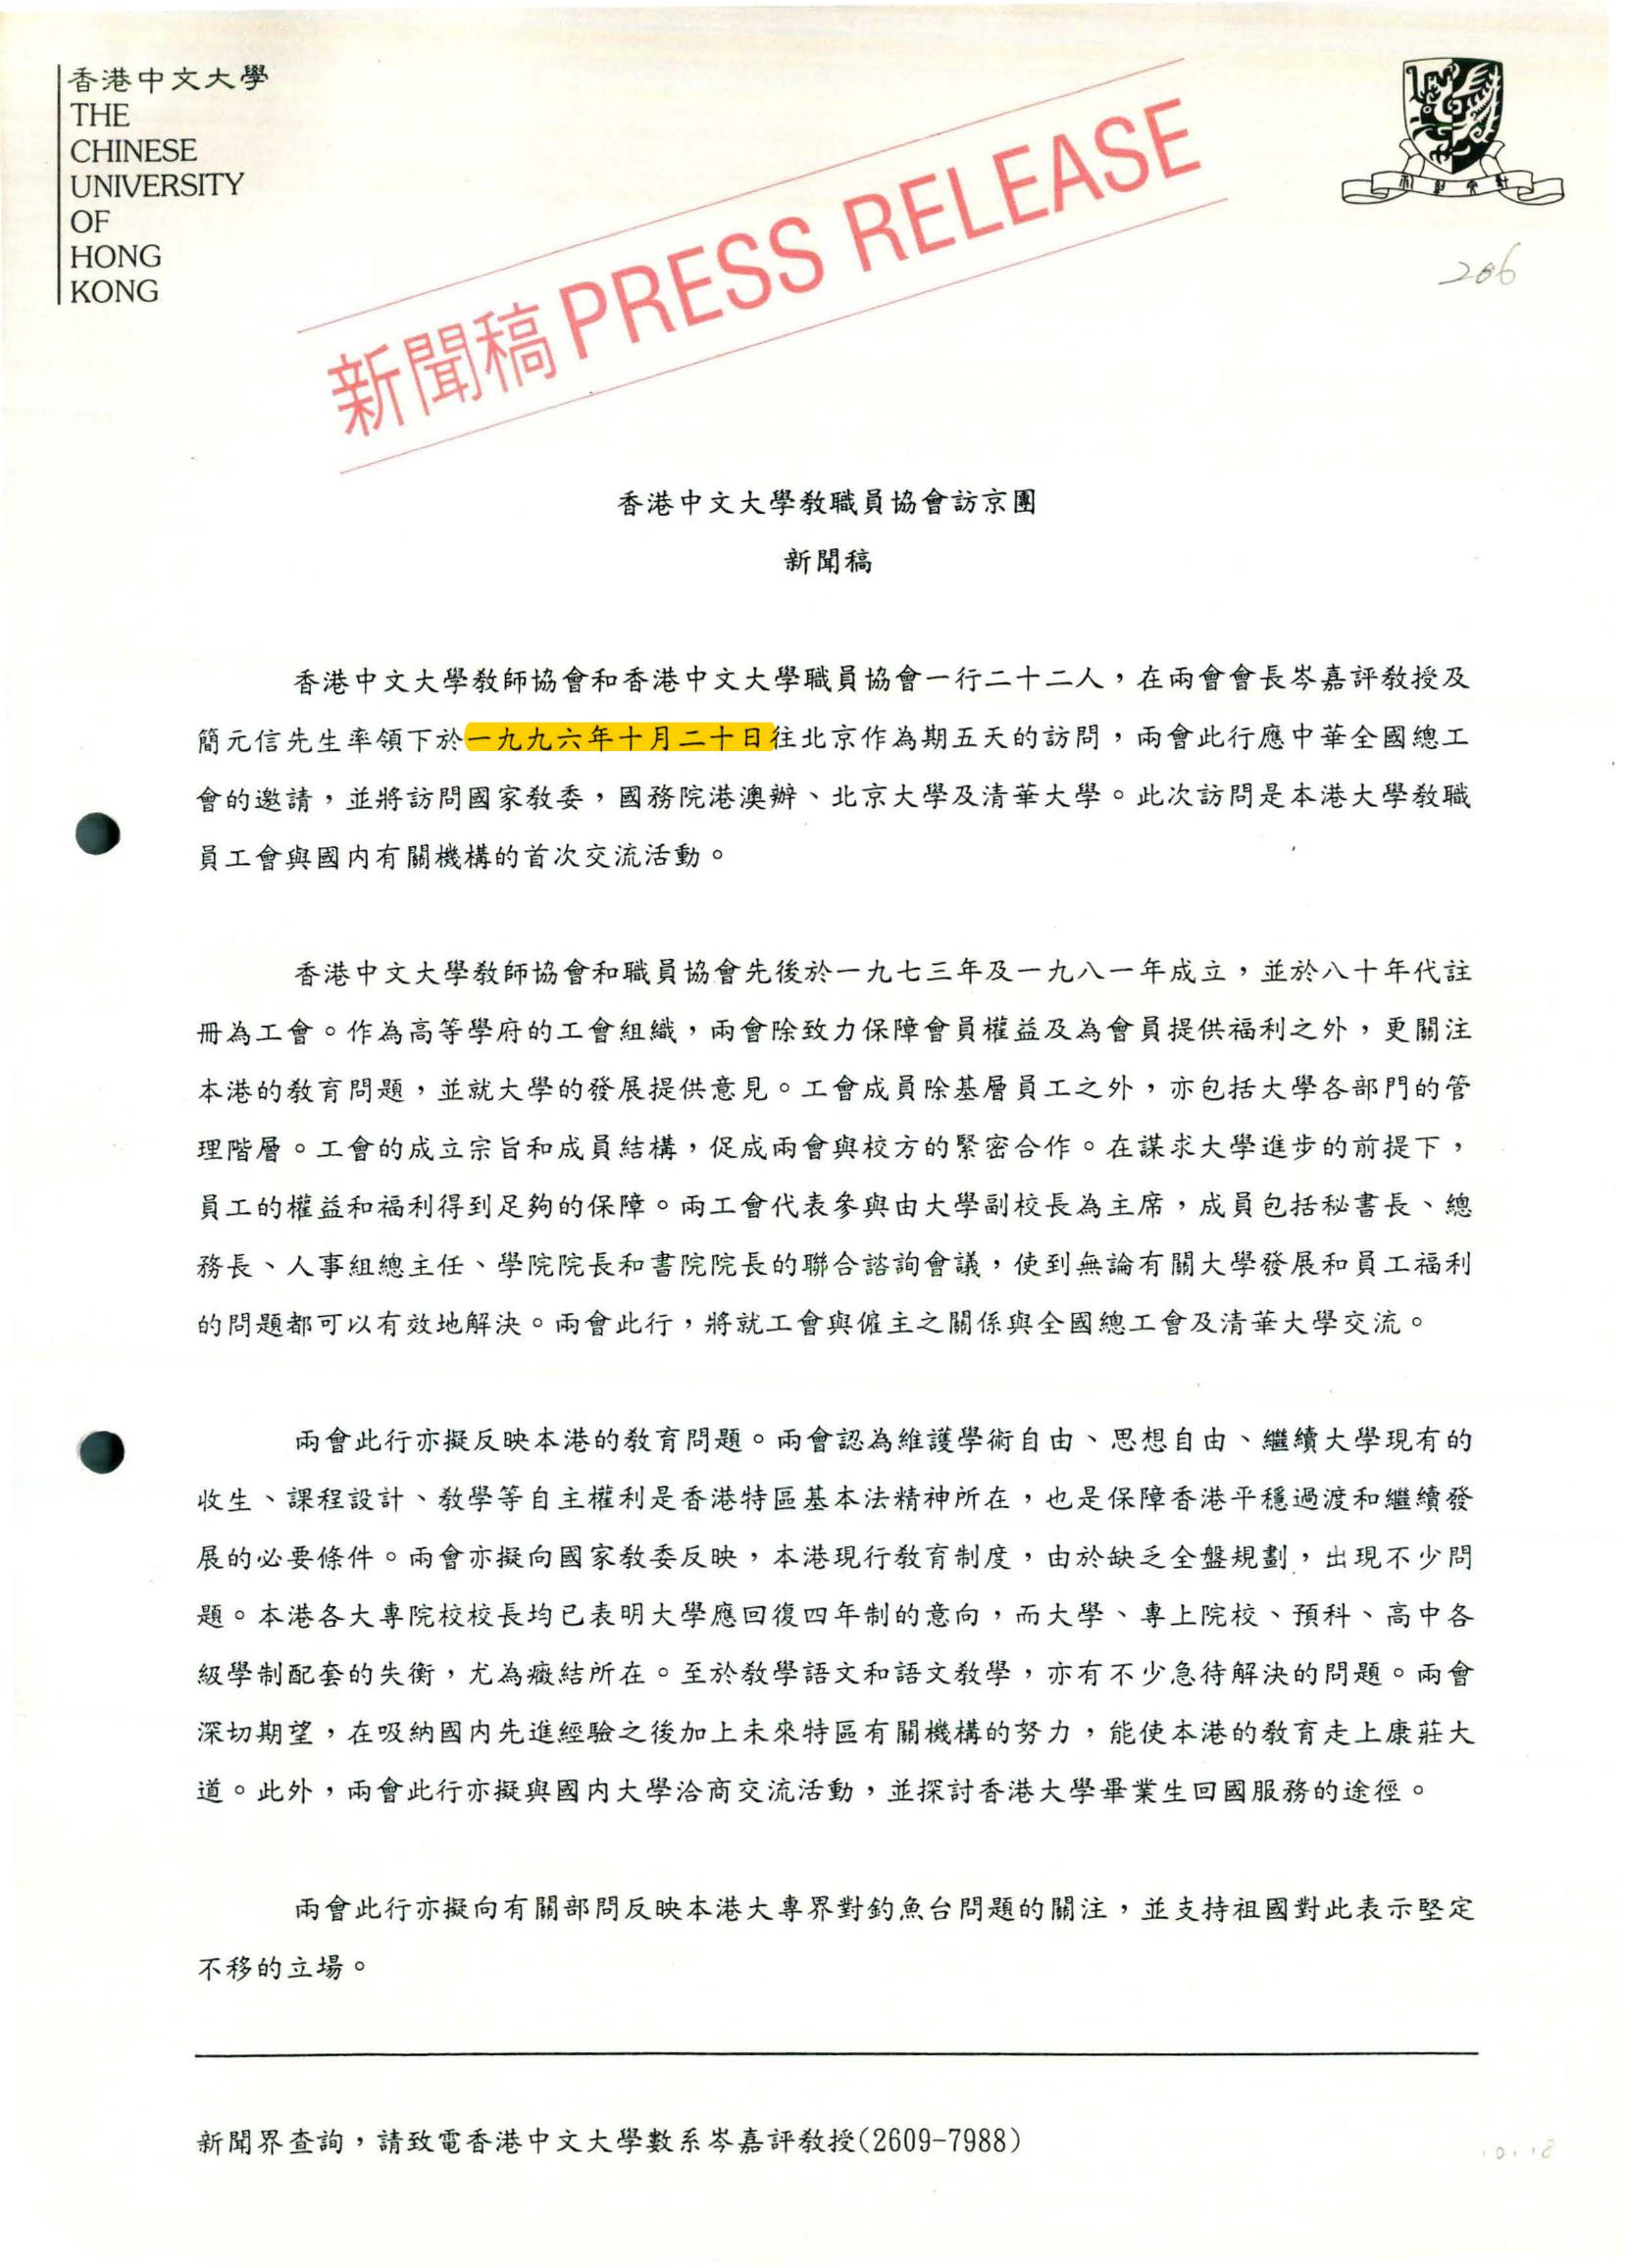 香港中文大學
THE
CHINESE
UNIVERSITY
OF
HONG
KONG
新聞稿 PRESS RELEASE
206
香港中文大學教職員協會訪京團
新聞稿
香港中文大學教師協會和香港中文大學職員協會一行二十二人，在兩會會長岑嘉評教授及
簡元信先生率領下於一九九六年十月二十日往北京作為期五天的訪問，兩會此行應中華全國總工
會的邀請，並將訪問國家教委，國務院港澳辦、北京大學及清華大學。此次訪問是本港大學教職
員工會與國內有關機構的首次交流活動。
香港中文大學教師協會和職員協會先後於一九七三年及一九八一年成立，並於八十年代註
冊為工會。作為高等學府的工會組織，兩會除致力保障會員權益及為會員提供福利之外，更關注
本港的教育問題，並就大學的發展提供意見。工會成員除基層員工之外，亦包括大學各部門的管
理階層。工會的成立宗旨和成員結構，促成兩會與校方的緊密合作。在謀求大學進步的前提下，
員工的權益和福利得到足夠的保障。兩工會代表參與由大學副校長為主席，成員包括秘書長、總
務長、人事組總主任、學院院長和書院院長的聯合諮詢會議，使到無論有關大學發展和員工福利
的問題都可以有效地解決。兩會此行，將就工會與僱主之關係與全國總工會及清華大學交流。
兩會此行亦擬反映本港的教育問題。兩會認為維護學術自由、思想自由、繼續大學現有的
收生、課程設計、教學等自主權利是香港特區基本法精神所在，也是保障香港平穩過渡和繼續發
展的必要條件。兩會亦擬向國家教委反映，本港現行教育制度，由於缺乏全盤規劃，出現不少問
題。本港各大專院校校長均已表明大學應回復四年制的意向，而大學、專上院校、預科、高中各
級學制配套的失衡，尤為癥結所在。至於教學語文和語文教學，亦有不少急待解決的問題。兩會
深切期望，在吸納國內先進經驗之後加上未來特區有關機構的努力，能使本港的教育走上康莊大
道。此外，兩會此行亦擬與國內大學洽商交流活動，並探討香港大學畢業生回國服務的途徑。
兩會此行亦擬向有關部問反映本港大專界對釣魚台問題的關注，並支持祖國對此表示堅定
不移的立場。
新聞界查詢，請致電香港中文大學數系岑嘉評教授(2609-7988)
10.18